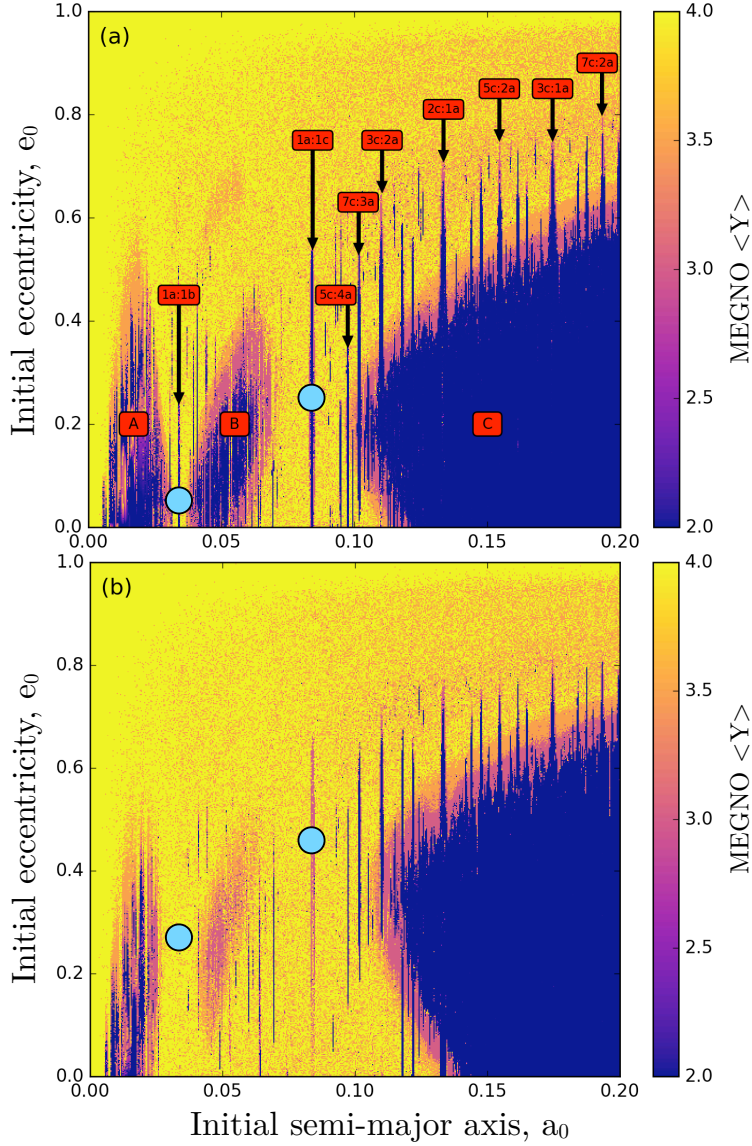 (a)
7c:2a
5c:2a
3c:1a
2c:1a
1a:1c
3c:2a
7c:3a
1a:1b
5c:4a
A
B
C
1.0
0.8
0.6
0.4
0.2
0.0
0.00
0.05
0.10
0.15
0.20
Initial eccentricity, e₀
4.0
3.5
3.0
2.5
2.0
MEGNO <Y>
(b)
1.0
0.8
0.6
0.4
0.2
0.0
0.00
0.05
0.10
0.15
0.20
Initial eccentricity, e₀
4.0
3.5
3.0
2.5
2.0
MEGNO <Y>
Initial semi-major axis, a₀